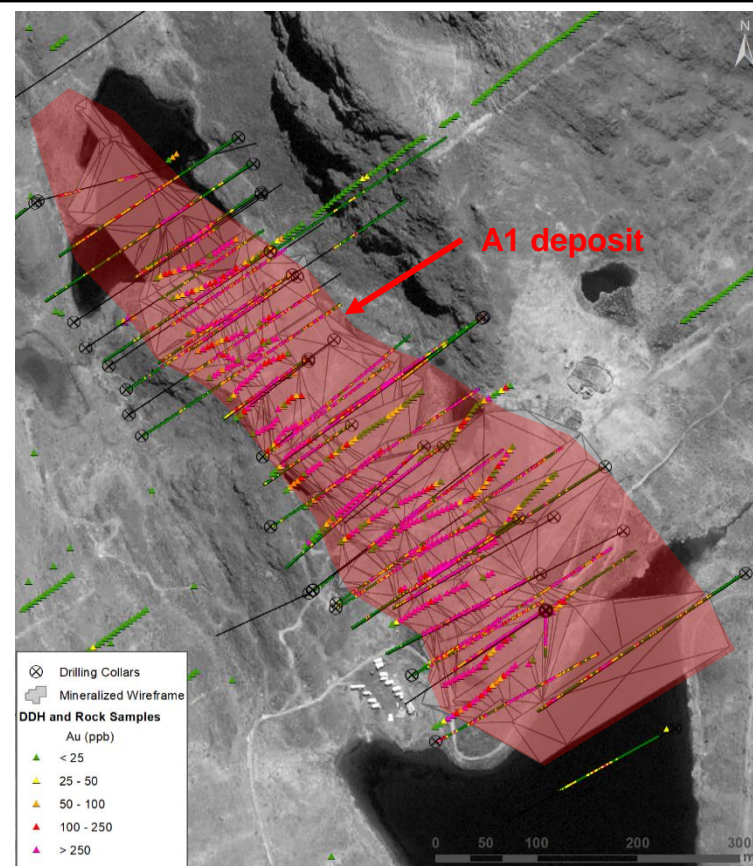 N
A1 deposit
Drilling Collars
Mineralized Wireframe
DDH and Rock Samples
Au (ppb)
< 25
25 - 50
50 - 100
100 - 250
> 250
0 50 100 200 300